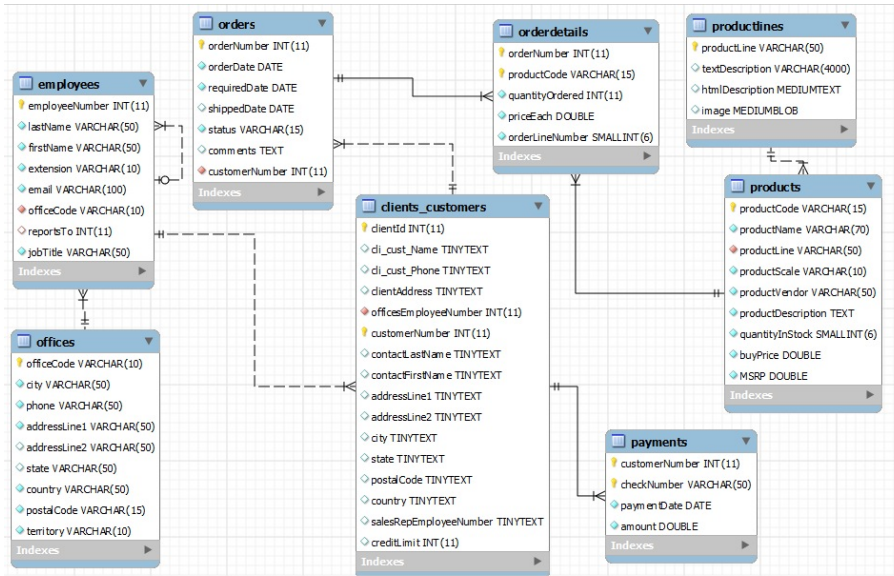 orders
orderNumber INT(11)
orderDate DATE
requiredDate DATE
shippedDate DATE
status VARCHAR(15)
comments TEXT
customerNumber INT(11)
Indexes
orderdetails
orderNumber INT(11)
productCode VARCHAR(15)
quantityOrdered INT(11)
priceEach DOUBLE
orderLineNumber SMALLINT(6)
Indexes
productlines
productLine VARCHAR(50)
textDescription VARCHAR(4000)
htmlDescription MEDIUMTEXT
image MEDIUMBLOB
Indexes
employees
employeeNumber INT(11)
lastName VARCHAR(50)
firstName VARCHAR(50)
extension VARCHAR(10)
email VARCHAR(100)
officeCode VARCHAR(10)
reportsTo INT(11)
jobTitle VARCHAR(50)
Indexes
clients_customers
clientId INT(11)
cli_cust_Name TINYTEXT
cli_cust_Phone TINYTEXT
clientAddress TINYTEXT
officesEmployeeNumber INT(11)
customerNumber INT(11)
contactLastName TINYTEXT
contactFirstName TINYTEXT
addressLine1 TINYTEXT
addressLine2 TINYTEXT
city TINYTEXT
state TINYTEXT
postalCode TINYTEXT
country TINYTEXT
salesRepEmployeeNumber TINYTEXT
creditLimit INT(11)
Indexes
products
productCode VARCHAR(15)
productName VARCHAR(70)
productLine VARCHAR(50)
productScale VARCHAR(10)
productVendor VARCHAR(50)
productDescription TEXT
quantityInStock SMALLINT(6)
buyPrice DOUBLE
MSRP DOUBLE
Indexes
offices
officeCode VARCHAR(10)
city VARCHAR(50)
phone VARCHAR(50)
addressLine1 VARCHAR(50)
addressLine2 VARCHAR(50)
state VARCHAR(50)
country VARCHAR(50)
postalCode VARCHAR(15)
territory VARCHAR(10)
Indexes
payments
customerNumber INT(11)
checkNumber VARCHAR(50)
paymentDate DATE
amount DOUBLE
Indexes